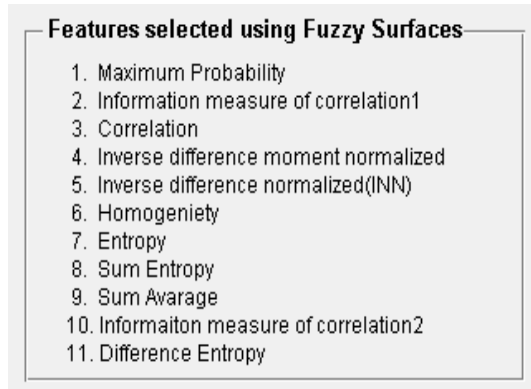 Features selected using Fuzzy Surfaces
1. Maximum Probability
2. Information measure of correlation1
3. Correlation
4. Inverse difference moment normalized
5. Inverse difference normalized(INN)
6. Homogeniety
7. Entropy
8. Sum Entropy
9. Sum Avarage
10. Informaiton measure of correlation2
11. Difference Entropy